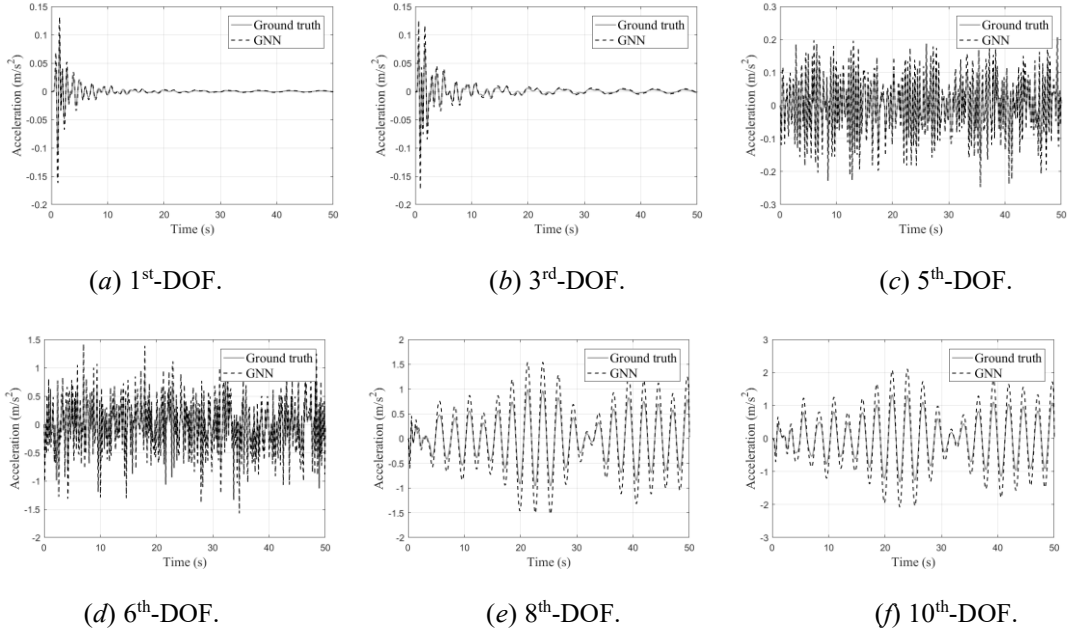 0.15
0.1
0.05
0
-0.05
-0.1
-0.15
-0.2
Acceleration (m/s²)
Ground truth
GNN
0 10 20 30 40 50
Time (s)
(a) 1st-DOF.
0.15
0.1
0.05
0
-0.05
-0.1
-0.15
-0.2
Acceleration (m/s²)
Ground truth
GNN
0 10 20 30 40 50
Time (s)
(b) 3rd-DOF.
0.3
0.2
0.1
0
-0.1
-0.2
-0.3
Acceleration (m/s²)
Ground truth
GNN
0 10 20 30 40 50
Time (s)
(c) 5th-DOF.
1.5
1
0.5
0
-0.5
-1
-1.5
-2
Acceleration (m/s²)
Ground truth
GNN
0 10 20 30 40 50
Time (s)
(d) 6th-DOF.
2
1.5
1
0.5
0
-0.5
-1
-1.5
-2
Acceleration (m/s²)
Ground truth
GNN
0 10 20 30 40 50
Time (s)
(e) 8th-DOF.
3
2
1
0
-1
-2
-3
Acceleration (m/s²)
Ground truth
GNN
0 10 20 30 40 50
Time (s)
(f) 10th-DOF.